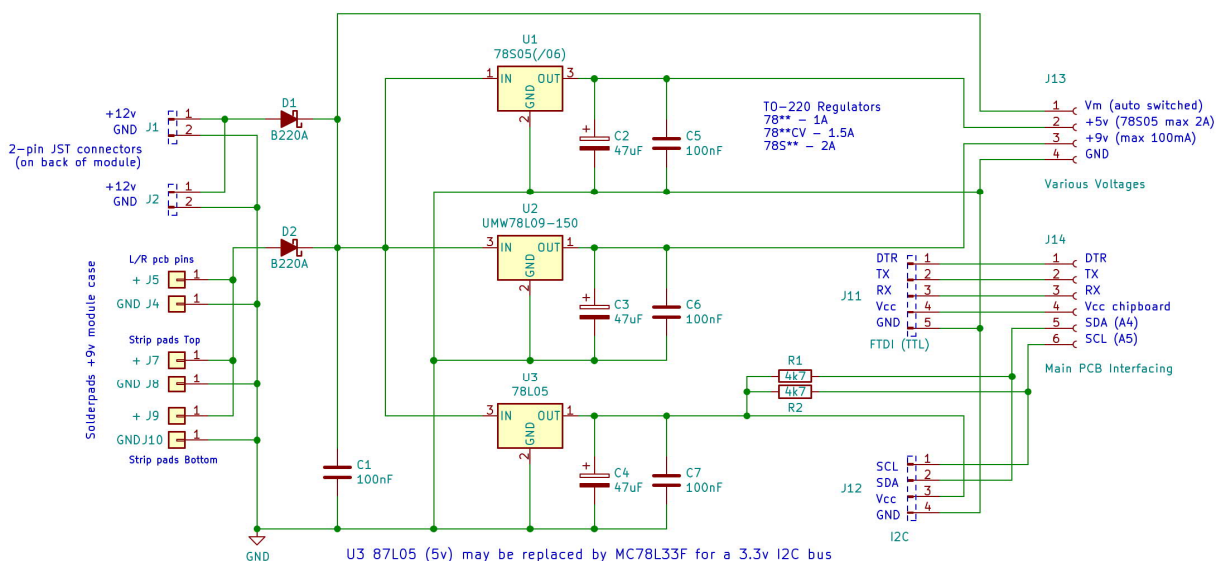 U1
78S05(/06)
1
IN
OUT
3
GND
2
C2
47uF
C5
100nF
TO-220 Regulators
78** – 1A
78**CV – 1.5A
78S** – 2A
J13
1
Vm (auto switched)
2
+5v (78S05 max 2A)
3
+9v (max 100mA)
4
GND
Various Voltages
D1
B220A
+12v
1
GND
J1
2
2-pin JST connectors
(on back of module)
+12v
1
GND
J2
2
U2
UMW78L09-150
3
IN
OUT
1
GND
2
C3
47uF
C6
100nF
D2
B220A
Solderpads +9v module case
L/R pcb pins
+ J5
1
GND J4
1
Strip pads Top
+ J7
1
GND J8
1
+ J9
1
GNDJ10
1
Strip pads Bottom
J14
DTR
1
1
DTR
TX
2
2
TX
J11
RX
3
3
RX
Vcc
4
4
Vcc chipboard
GND
5
5
SDA (A4)
FTDI (TTL)
6
SCL (A5)
Main PCB Interfacing
R1
4k7
4k7
R2
U3
78L05
3
IN
OUT
1
GND
2
C4
47uF
C7
100nF
C1
100nF
J12
SCL
1
SDA
2
Vcc
3
GND
4
I2C
GND
U3 87L05 (5v) may be replaced by MC78L33F for a 3.3v I2C bus